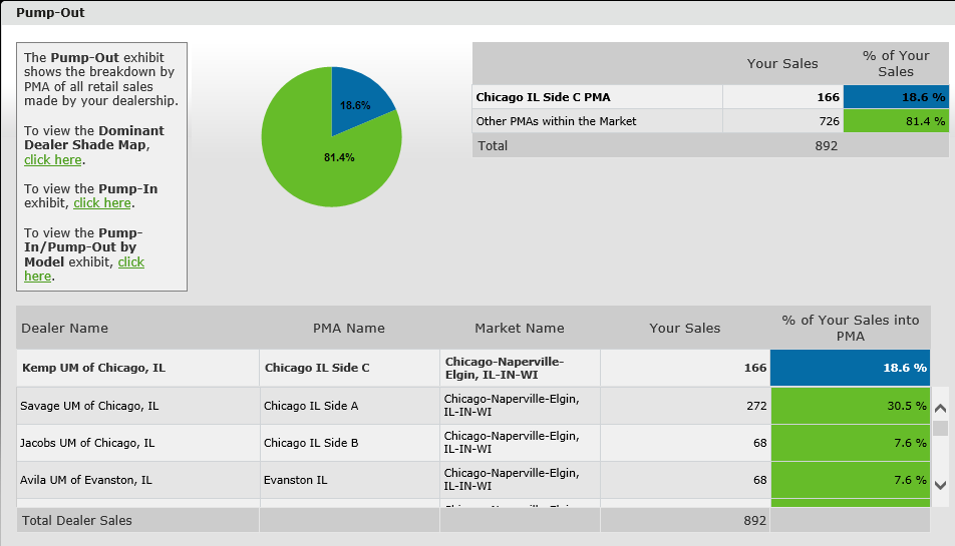 Pump-Out
The Pump-Out exhibit
shows the breakdown by
PMA of all retail sales
made by your dealership.
To view the Dominant
Dealer Shade Map,
click here.
To view the Pump-In
exhibit, click here.
To view the Pump-
In/Pump-Out by
Model exhibit, click
here.
18.6%
81.4%
Your Sales % of Your
Sales
Chicago IL Side C PMA 166 18.6 %
Other PMAs within the Market 726 81.4 %
Total 892
Dealer Name PMA Name Market Name Your Sales % of Your Sales into
PMA
Kemp UM of Chicago, IL Chicago IL Side C Chicago-Naperville-
Elgin, IL-IN-WI 166 18.6 %
Savage UM of Chicago, IL Chicago IL Side A Chicago-Naperville-Elgin,
IL-IN-WI 272 30.5 %
Jacobs UM of Chicago, IL Chicago IL Side B Chicago-Naperville-Elgin,
IL-IN-WI 68 7.6 %
Avila UM of Evanston, IL Evanston IL Chicago-Naperville-Elgin,
IL-IN-WI 68 7.6 %
Total Dealer Sales 892